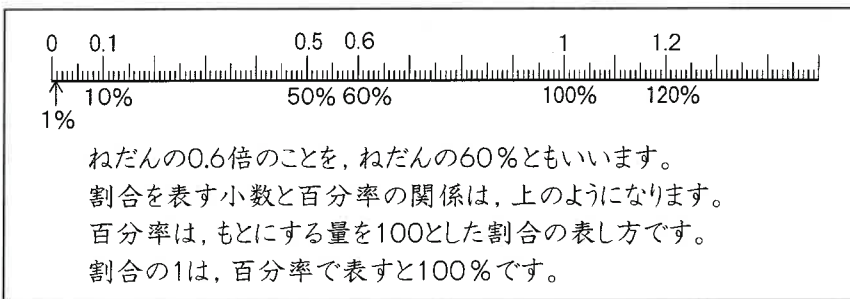 0 0.1 0.5 0.6 1 1.2
10% 50% 60% 100% 120%
1%
ねだんの0.6倍のことを,ねだんの60%ともいいます。
割合を表す小数と百分率の関係は,上のようになります。
百分率は,もとにする量を100とした割合の表し方です。
割合の1は,百分率で表すと100%です。